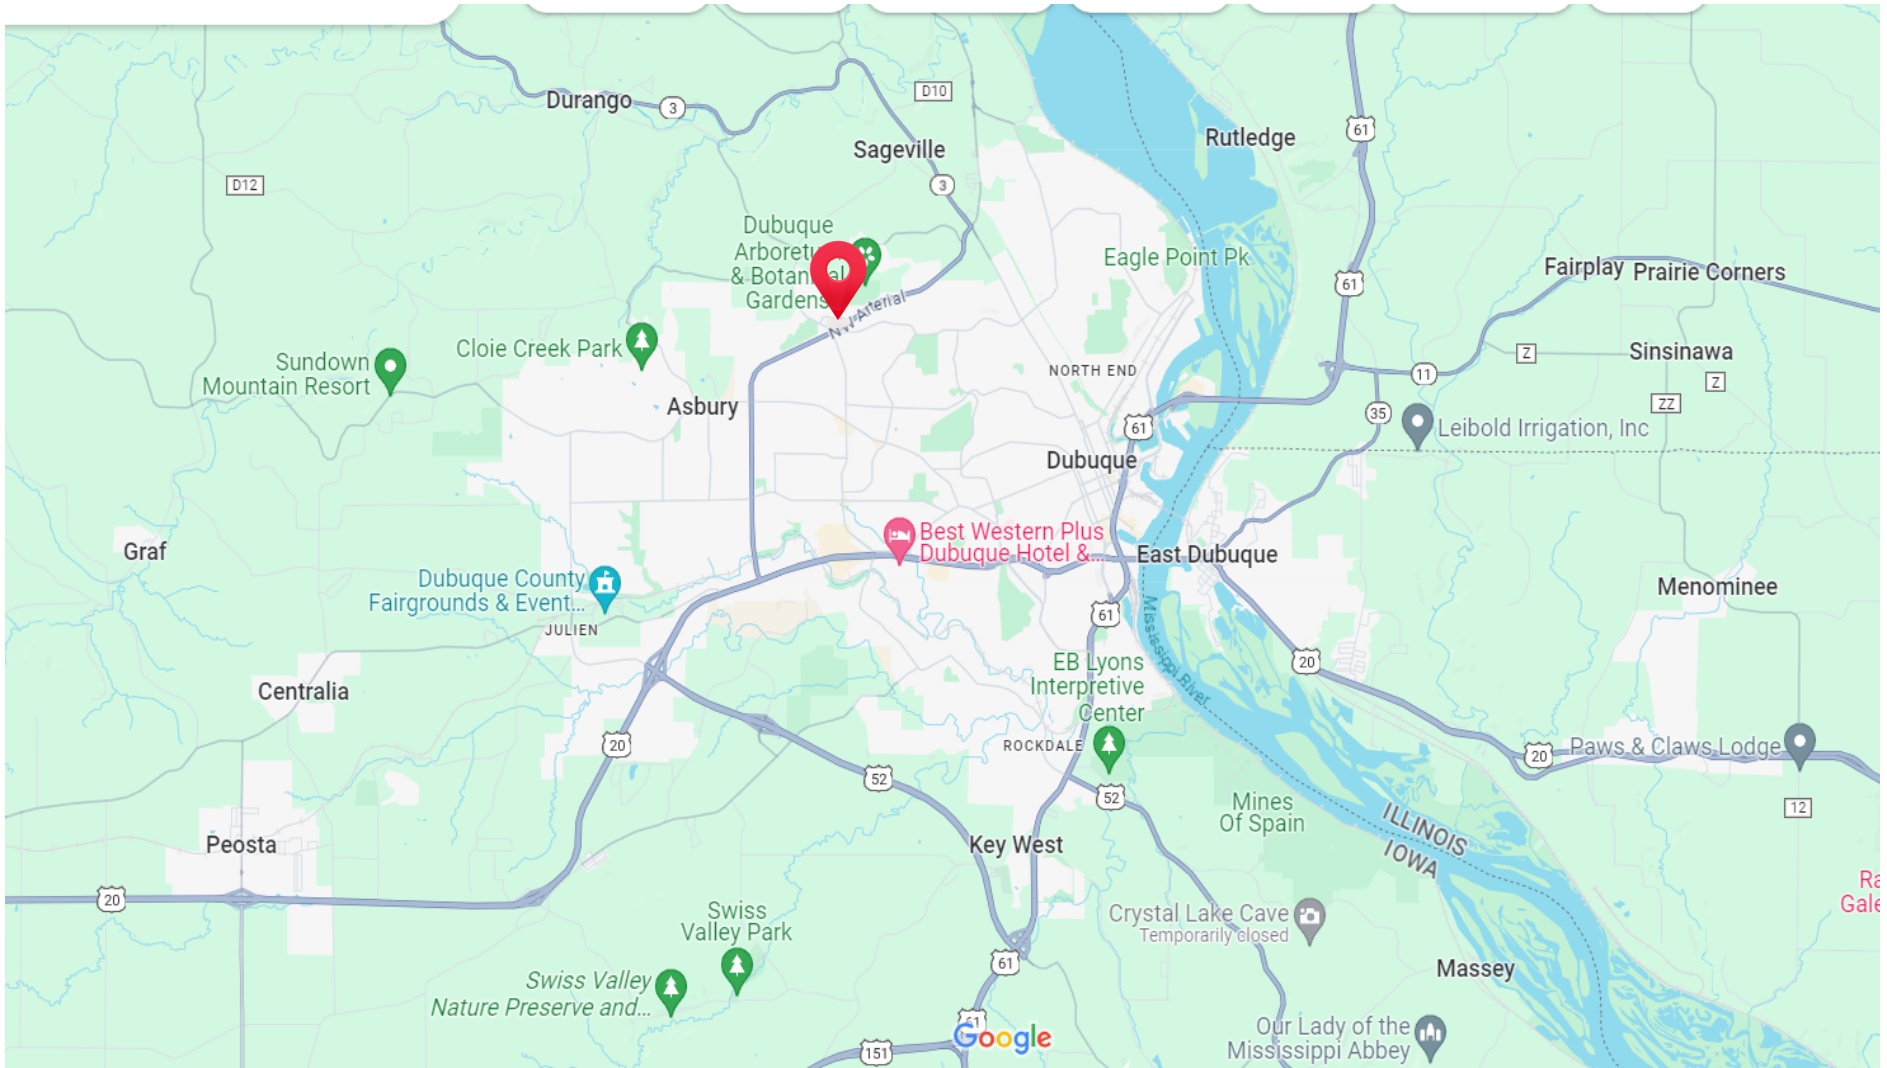 Durango
3
D10
Sageville
3
D12
Rutledge
61
Dubuque
Arboretu
& Botanical
Gardens
NW Arterial
Eagle Point Pk
61
Fairplay
Prairie Corners
Cloie Creek Park
Sundown
Mountain Resort
Asbury
NORTH END
Z
Sinsinawa
11
Z
ZZ
35
61
Leibold Irrigation, Inc
Dubuque
Graf
Best Western Plus
Dubuque Hotel &...
East Dubuque
Dubuque County
Fairgrounds & Event...
JULIEN
61
Mississippi River
Menominee
EB Lyons
Interpretive
Center
20
Centralia
20
ROCKDALE
52
52
20
Paws & Claws Lodge
Mines
Of Spain
12
ILLINOIS
IOWA
Peosta
Key West
20
Swiss
Valley Park
Crystal Lake Cave
Temporarily closed
Ra
Gale
61
Massey
Swiss Valley
Nature Preserve and...
61
Google
151
Our Lady of the
Mississippi Abbey